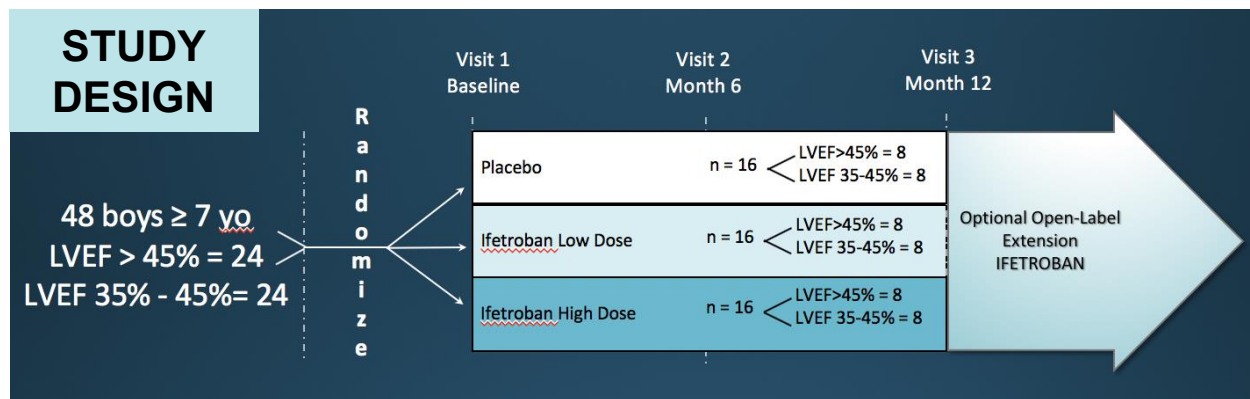 STUDY
DESIGN
Visit 1
Baseline
Visit 2
Month 6
Visit 3
Month 12
Randomize
48 boys ≥ 7 yo
LVEF > 45% = 24
LVEF 35% - 45%= 24
Placebo
n = 16
LVEF>45% = 8
LVEF 35-45% = 8
Ifetroban Low Dose
n = 16
LVEF>45% = 8
LVEF 35-45% = 8
Ifetroban High Dose
n = 16
LVEF>45% = 8
LVEF 35-45% = 8
Optional Open-Label
Extension
IFETROBAN